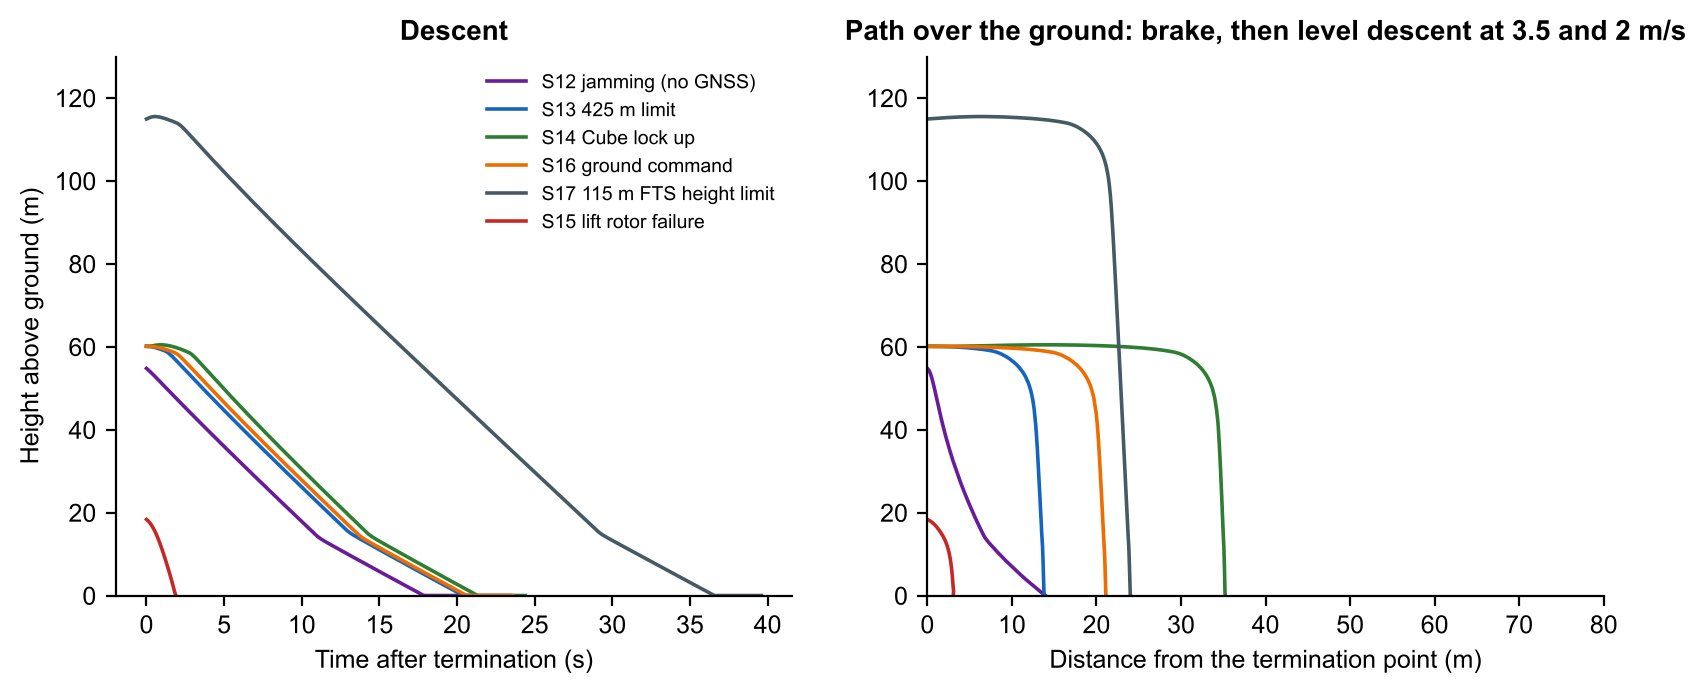 Descent
Height above ground (m)
120
100
80
60
40
20
0
0 5 10 15 20 25 30 35 40
Time after termination (s)
S12 jamming (no GNSS)
S13 425 m limit
S14 Cube lock up
S16 ground command
S17 115 m FTS height limit
S15 lift rotor failure
Path over the ground: brake, then level descent at 3.5 and 2 m/s
120
100
80
60
40
20
0
0 10 20 30 40 50 60 70 80
Distance from the termination point (m)